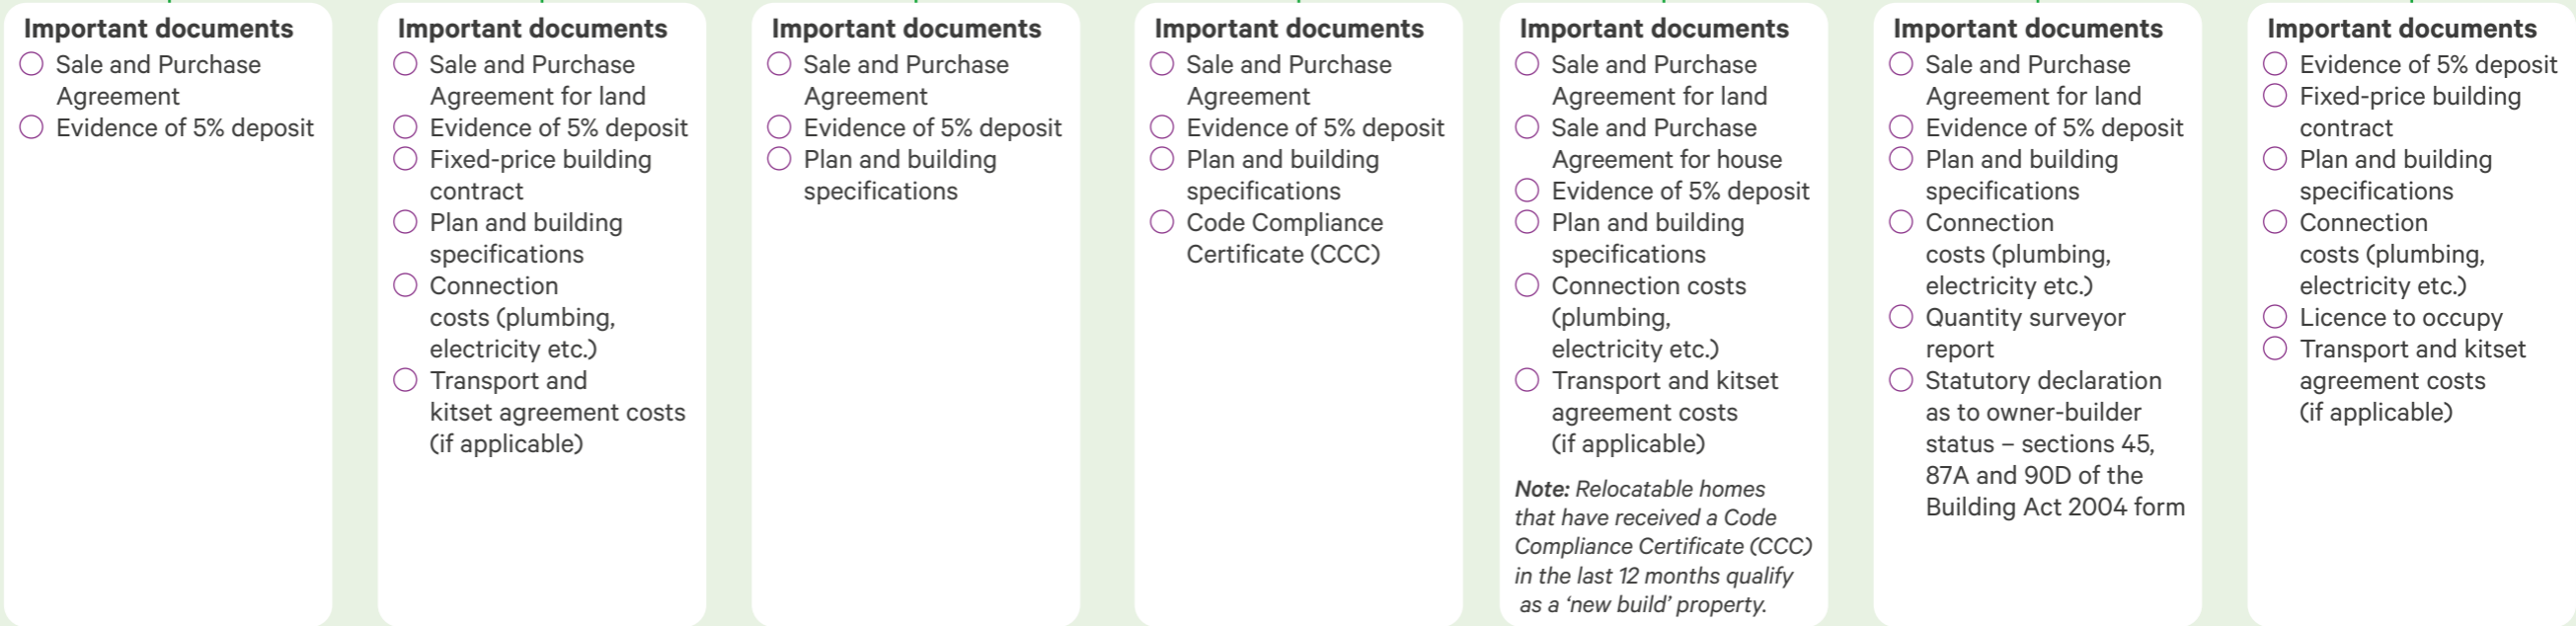 Important documents
Sale and Purchase
Agreement
Evidence of 5% deposit
Important documents
Sale and Purchase
Agreement for land
Evidence of 5% deposit
Fixed-price building
contract
Plan and building
specifications
Connection
costs (plumbing,
electricity etc.)
Transport and
kitset agreement costs
(if applicable)
Important documents
Sale and Purchase
Agreement
Evidence of 5% deposit
Plan and building
specifications
Important documents
Sale and Purchase
Agreement
Evidence of 5% deposit
Plan and building
specifications
Code Compliance
Certificate (CCC)
Important documents
Sale and Purchase
Agreement for land
Sale and Purchase
Agreement for house
Evidence of 5% deposit
Plan and building
specifications
Connection costs
(plumbing,
electricity etc.)
Transport and kitset
agreement costs
(if applicable)
Note: Relocatable homes
that have received a Code
Compliance Certificate (CCC)
in the last 12 months qualify
as a ‘new build’ property.
Important documents
Sale and Purchase
Agreement for land
Evidence of 5% deposit
Plan and building
specifications
Connection
costs (plumbing,
electricity etc.)
Quantity surveyor
report
Statutory declaration
as to owner-builder
status – sections 45,
87A and 90D of the
Building Act 2004 form
Important documents
Evidence of 5% deposit
Fixed-price building
contract
Plan and building
specifications
Connection
costs (plumbing,
electricity etc.)
Licence to occupy
Transport and kitset
agreement costs
(if applicable)